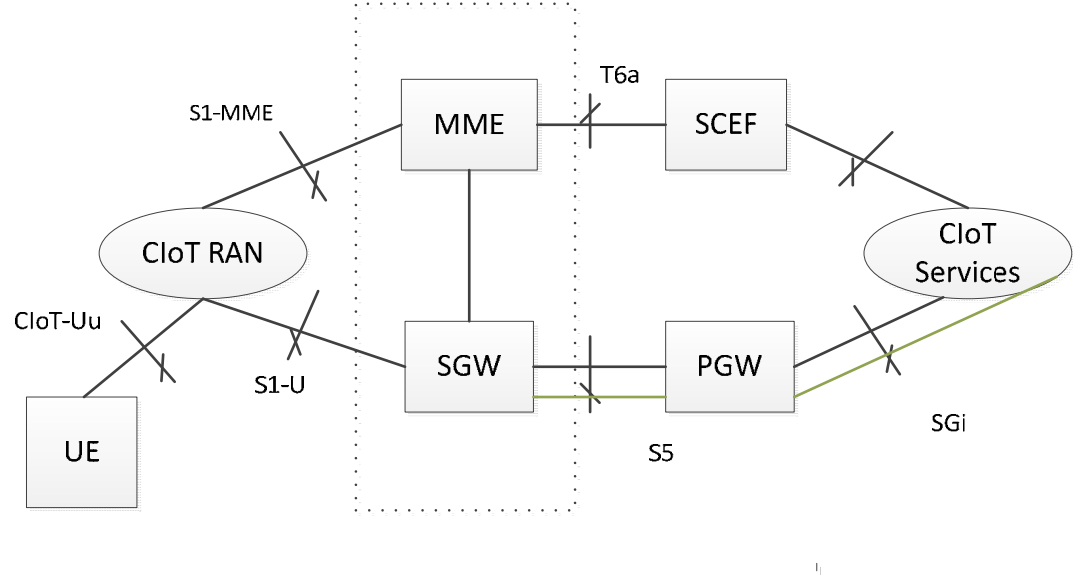 T6a
S1-MME
MME
SCEF
CIoT RAN
CIoT
Services
CIoT-Uu
SGW
PGW
S1-U
SGi
UE
S5